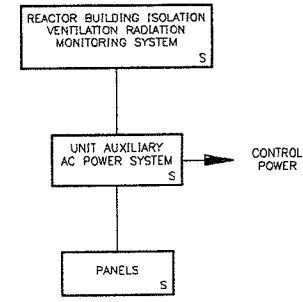 REACTOR BUILDING ISOLATION
VENTILATION RADIATION
MONITORING SYSTEM
S
UNIT AUXILIARY
AC POWER SYSTEM
S
CONTROL
POWER
PANELS
S